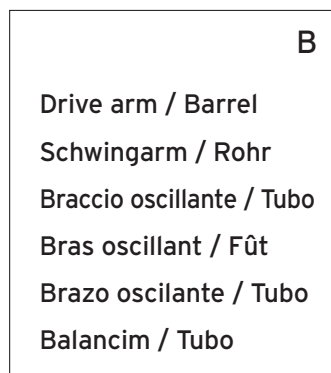 B
Drive arm / Barrel
Schwingarm / Rohr
Braccio oscillante / Tubo
Bras oscillant / Fût
Brazo oscilante / Tubo
Balancim / Tubo